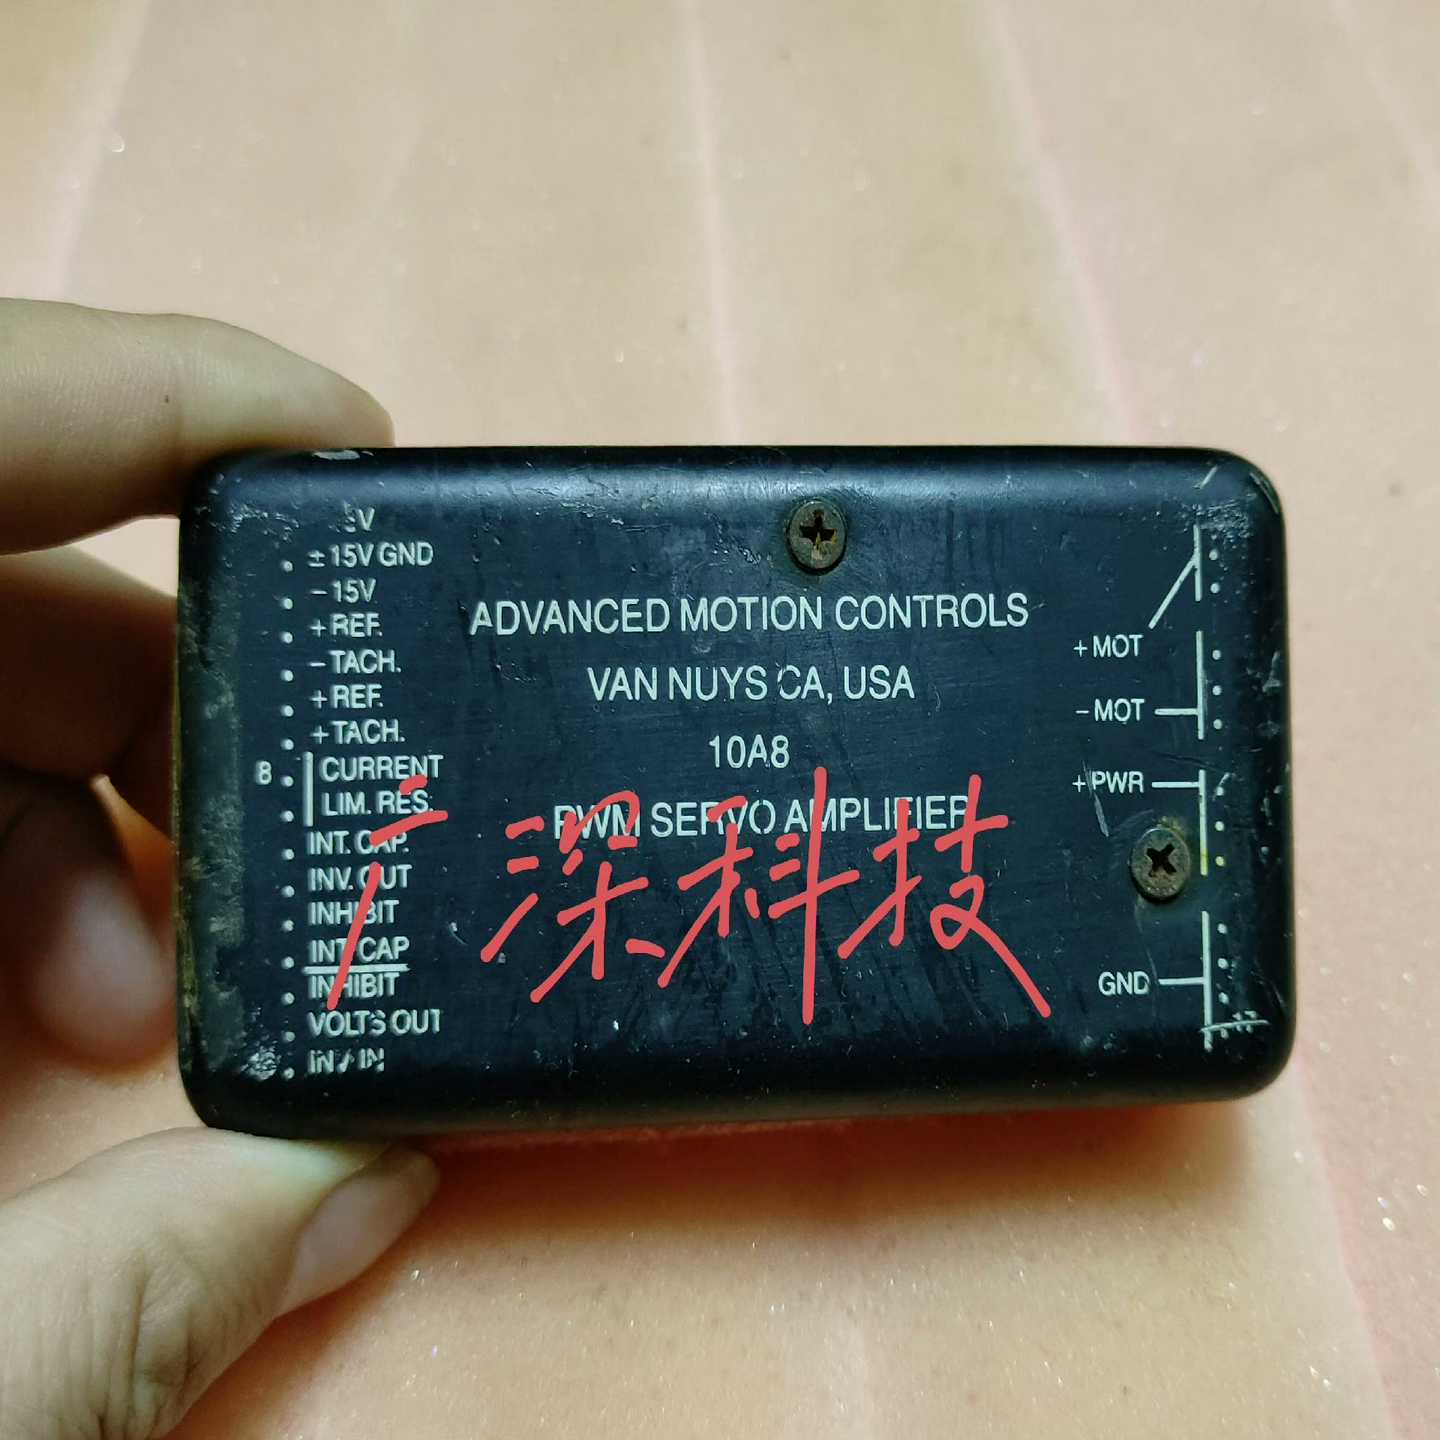 ± 15V GND
– 15V
+ REF.
– TACH.
+ REF.
+ TACH.
8
CURRENT
LIM. RES.
INT. CAP.
INV. OUT
INHIBIT
INT CAP
INHIBIT
VOLTS OUT
ADVANCED MOTION CONTROLS
VAN NUYS CA, USA
10A8
PWM SERVO AMPLIFIER
广深科技
+ MOT
– MOT
+ PWR
GND